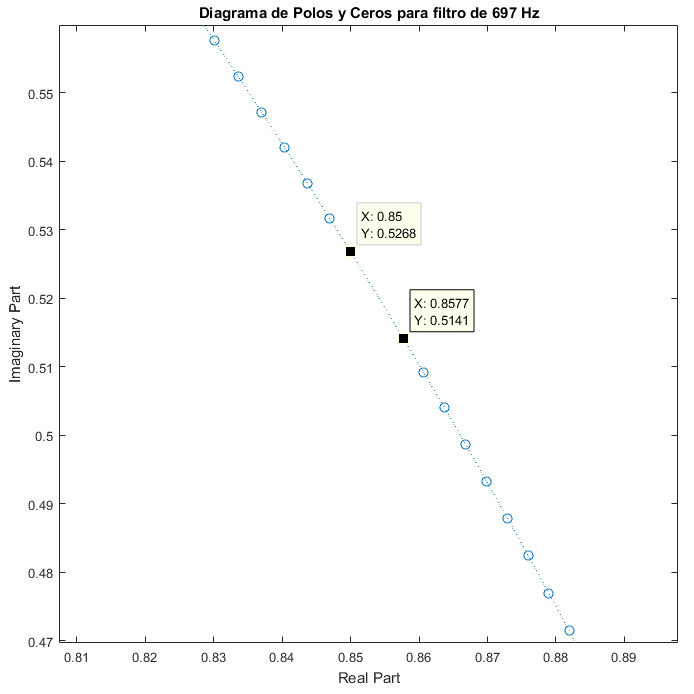 Diagrama de Polos y Ceros para filtro de 697 Hz
0.55
0.54
0.53
0.52
0.51
0.5
0.49
0.48
0.47
Imaginary Part
X: 0.85
Y: 0.5268
X: 0.8577
Y: 0.5141
0.81 0.82 0.83 0.84 0.85 0.86 0.87 0.88 0.89
Real Part